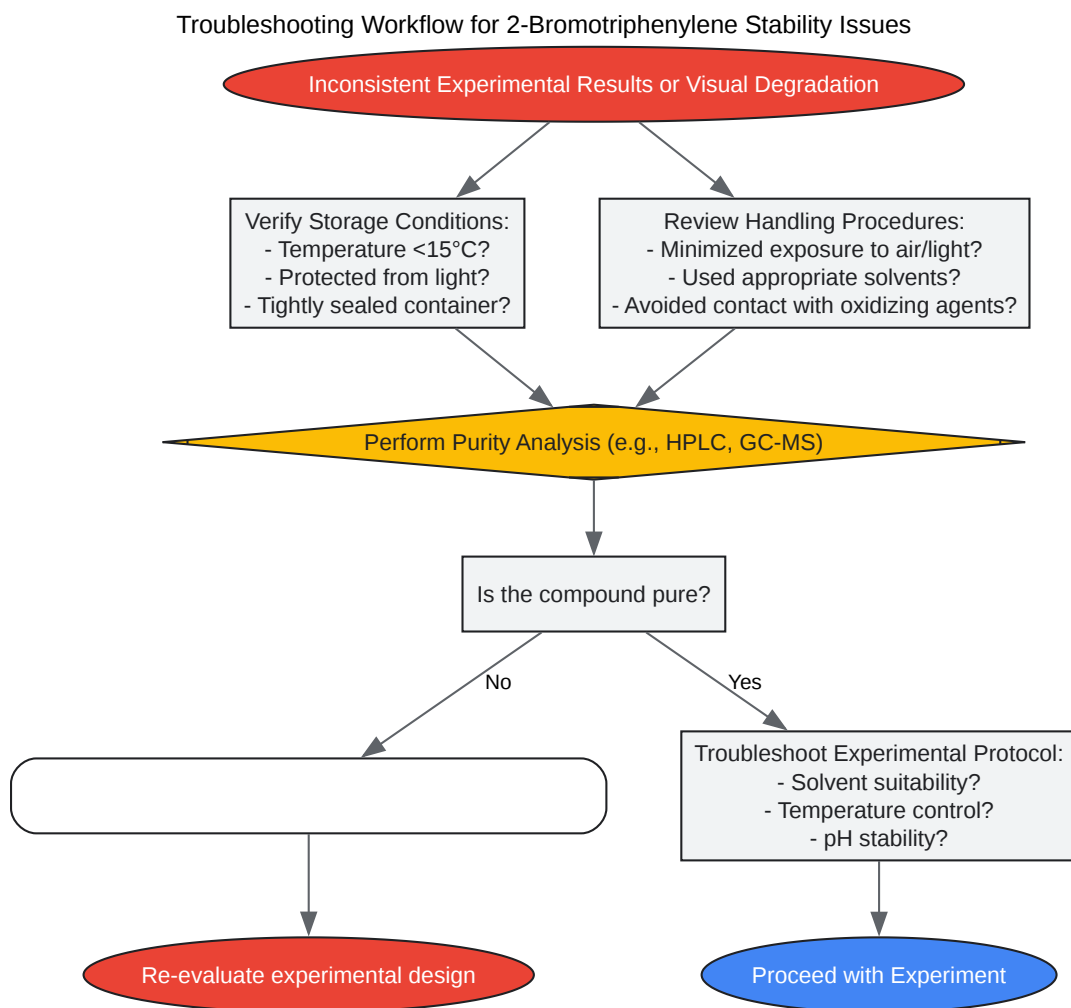 Troubleshooting Workflow for 2-Bromotriphenylene Stability Issues
Inconsistent Experimental Results or Visual Degradation
Verify Storage Conditions:
- Temperature <15°C?
- Protected from light?
- Tightly sealed container?
Review Handling Procedures:
- Minimized exposure to air/light?
- Used appropriate solvents?
- Avoided contact with oxidizing agents?
Perform Purity Analysis (e.g., HPLC, GC-MS)
Is the compound pure?
No
Yes
Troubleshoot Experimental Protocol:
- Solvent suitability?
- Temperature control?
- pH stability?
Re-evaluate experimental design
Proceed with Experiment